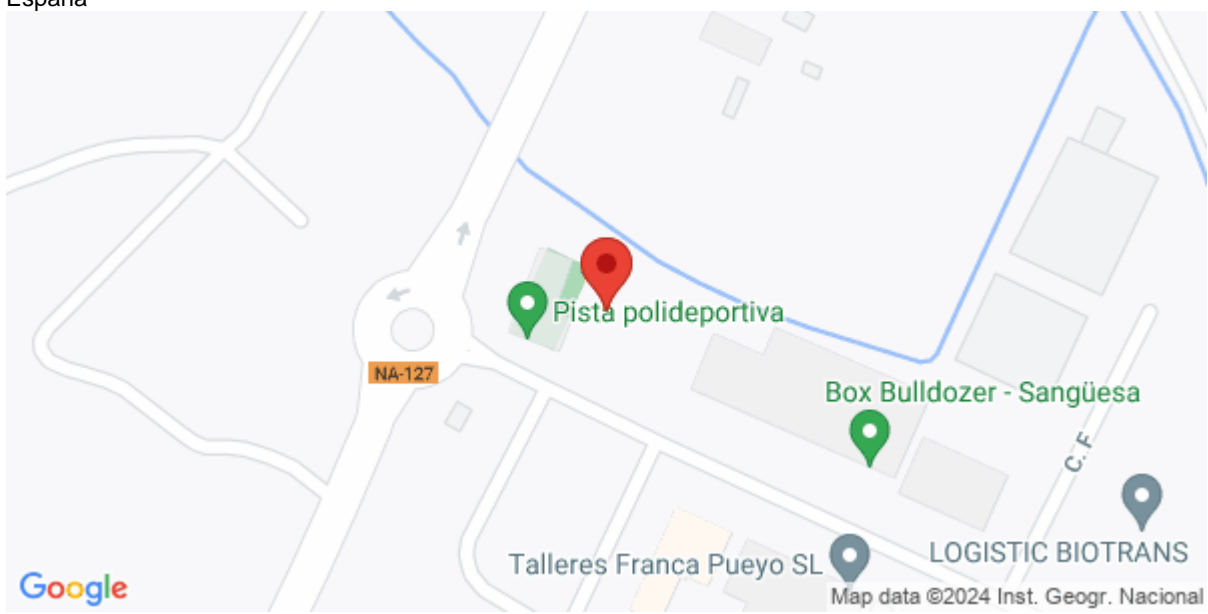 España
Pista polideportiva
NA-127
Box Bulldozer - Sangüesa
C. F
LOGISTIC BIOTRANS
Talleres Franca Pueyo SL
Google
Map data ©2024 Inst. Geogr. Nacional